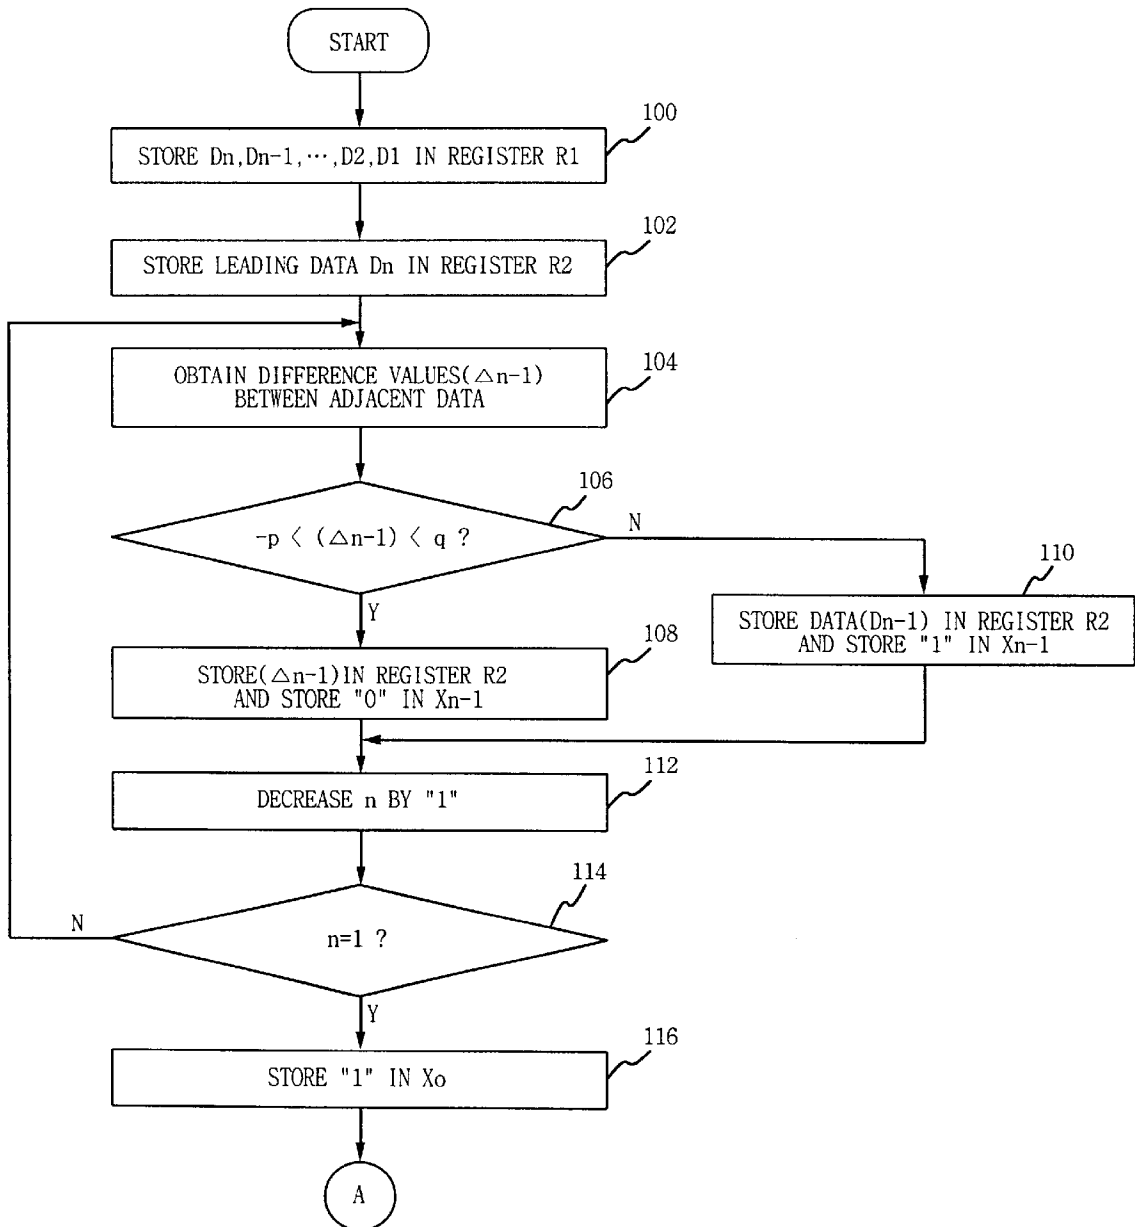 START
100
STORE Dn,Dn-1,···,D2,D1 IN REGISTER R1
102
STORE LEADING DATA Dn IN REGISTER R2
104
OBTAIN DIFFERENCE VALUES(△n-1)
BETWEEN ADJACENT DATA
106
-p < (△n-1) < q ?
N
Y
110
STORE DATA(Dn-1) IN REGISTER R2
AND STORE "1" IN Xn-1
108
STORE(△n-1)IN REGISTER R2
AND STORE "0" IN Xn-1
112
DECREASE n BY "1"
114
N
n=1 ?
Y
116
STORE "1" IN Xo
A